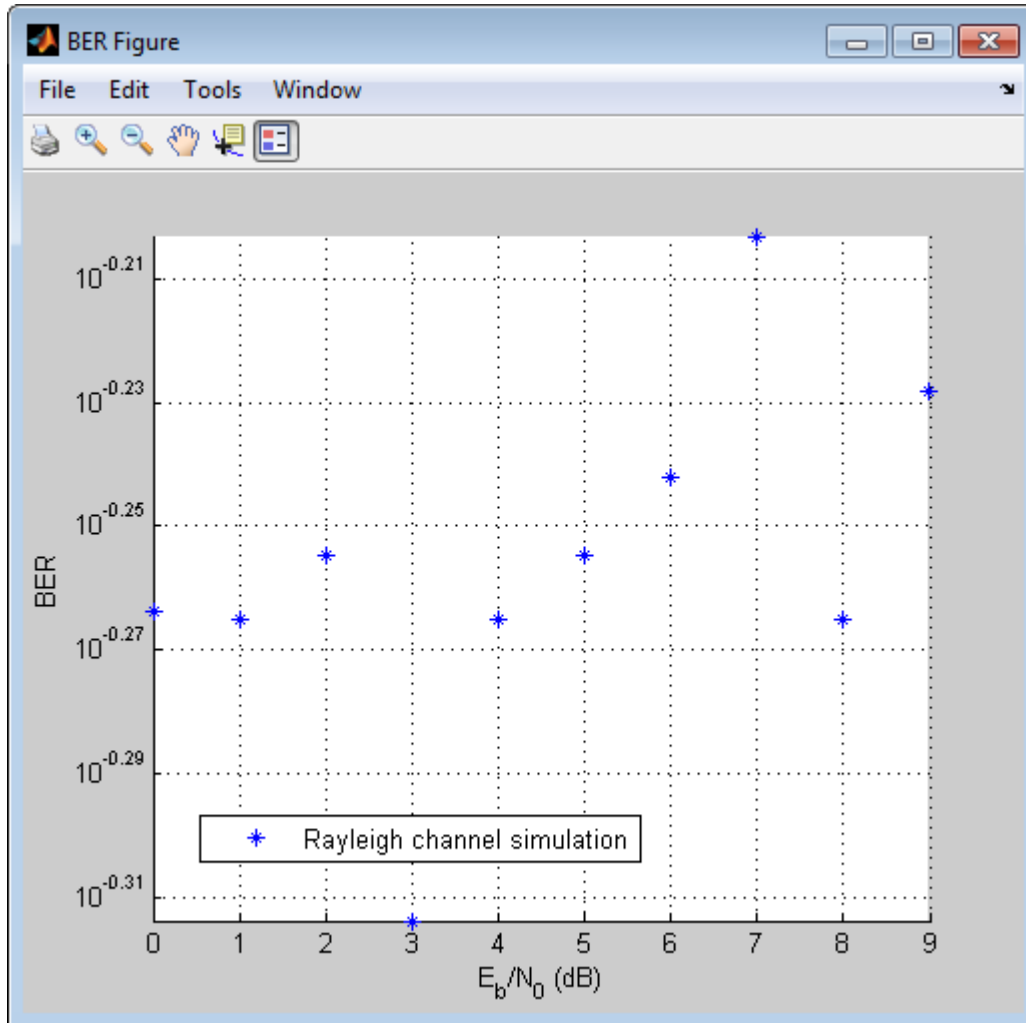 BER Figure
File Edit Tools Window
10^-0.21
10^-0.23
10^-0.25
10^-0.27
10^-0.29
10^-0.31
BER
Rayleigh channel simulation
0 1 2 3 4 5 6 7 8 9
E_b/N_0 (dB)